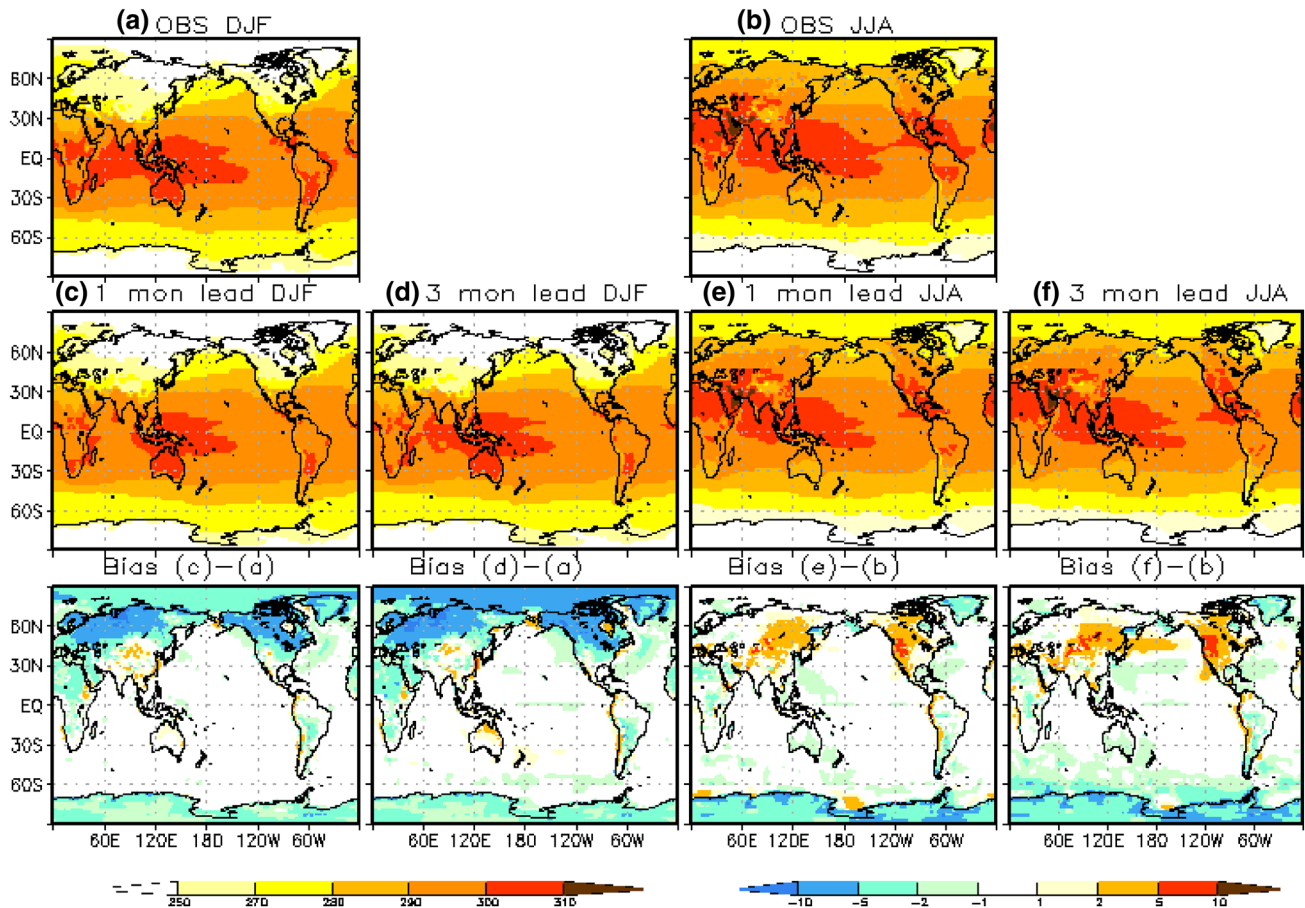 (a) OBS DJF
(b) OBS JJA
60N
30N
EQ
30S
60S
(c) 1 mon lead DJF
(d) 3 mon lead DJF
(e) 1 mon lead JJA
(f) 3 mon lead JJA
60N
30N
EQ
30S
60S
Bias (c)-(a)
Bias (d)-(a)
Bias (e)-(b)
Bias (f)-(b)
60N
30N
EQ
30S
60S
60E 120E 180 120W 60W
60E 120E 180 120W 60W
60E 120E 180 120W 60W
60E 120E 180 120W 60W
250 270 280 290 300 310
-10 -5 -2 -1 1 2 5 10